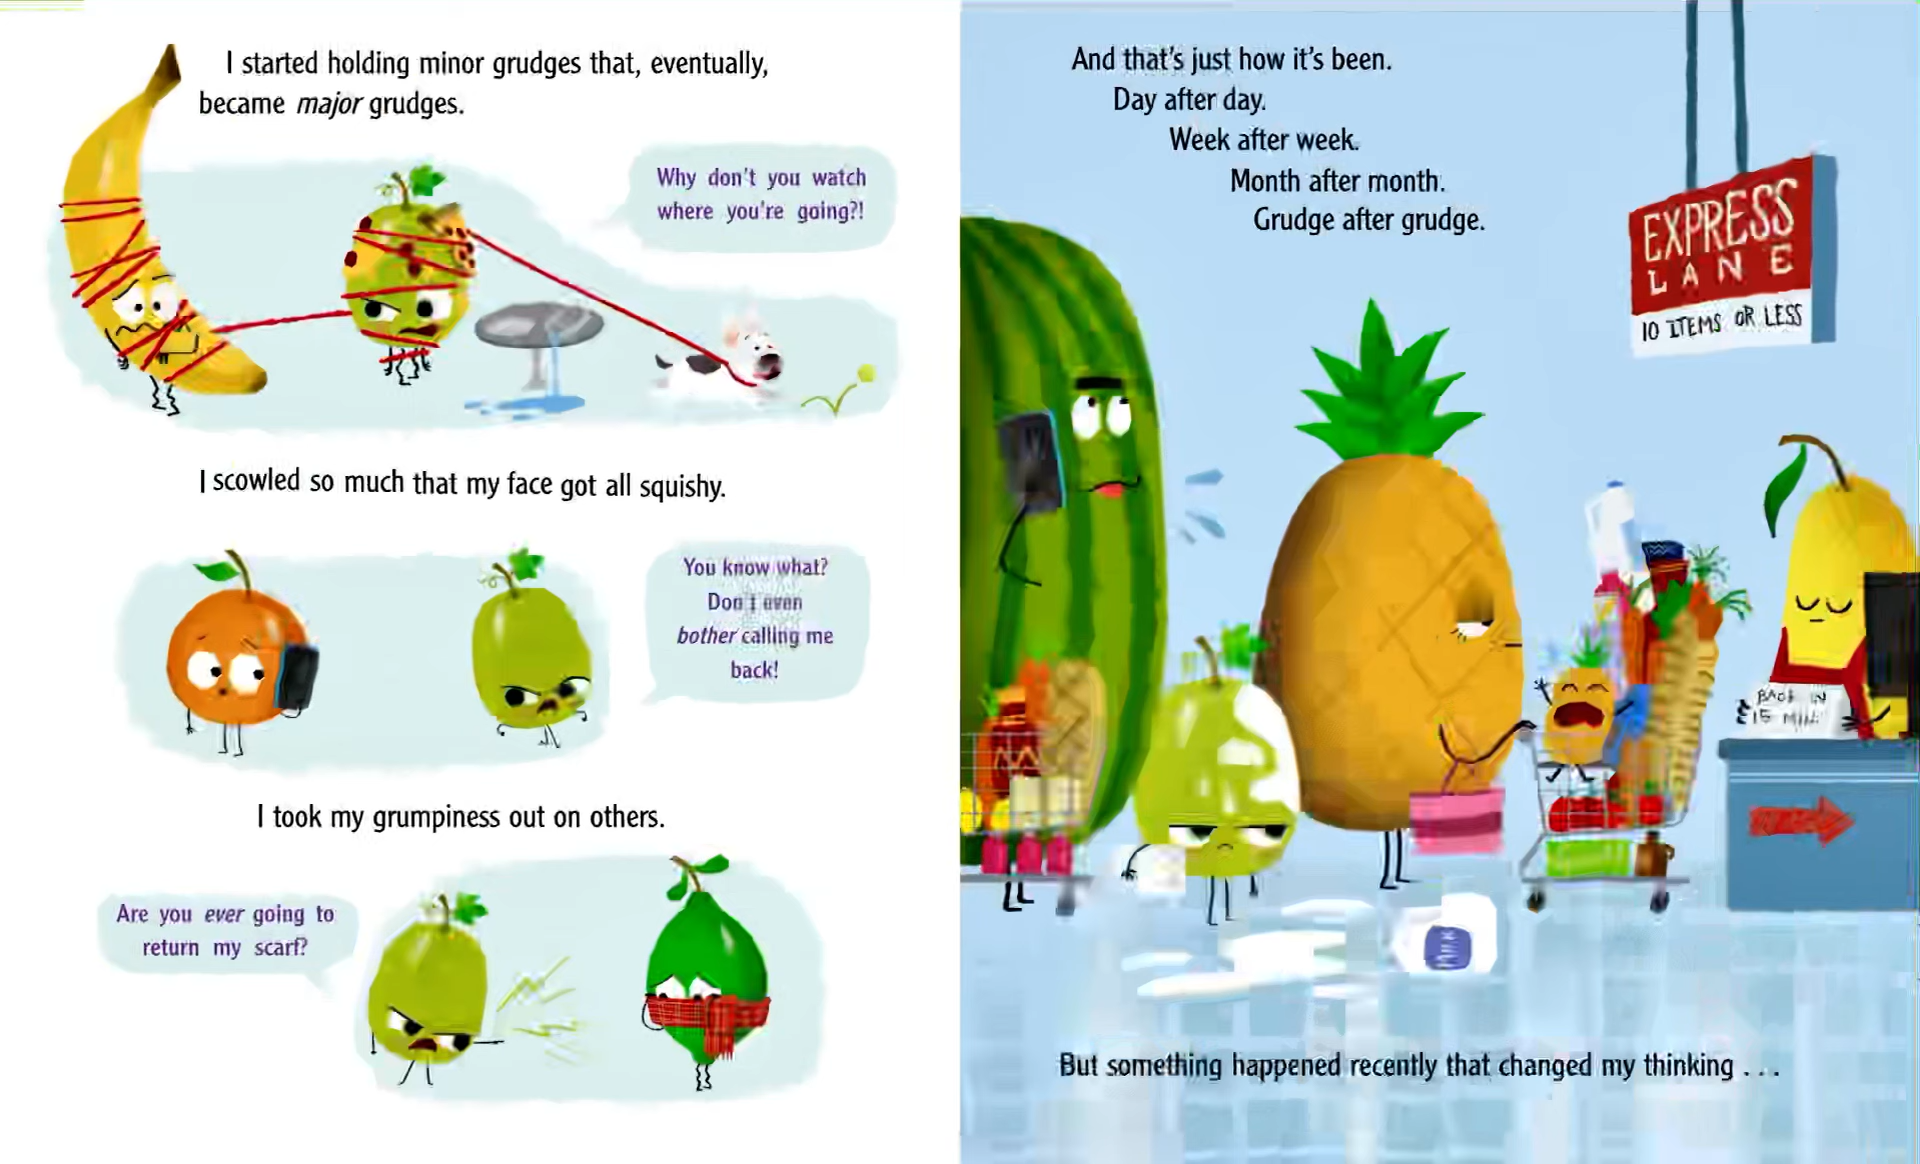 I started holding minor grudges that, eventually,
became major grudges.
Why don't you watch
where you're going?!
I scowled so much that my face got all squishy.
You know what?
Don't even
bother calling me
back!
I took my grumpiness out on others.
Are you ever going to
return my scarf?
And that's just how it's been.
Day after day.
Week after week.
Month after month.
Grudge after grudge.
EXPRESS
LANE
10 ITEMS OR LESS
BACK IN
15 MIN
MILK
But something happened recently that changed my thinking . . .